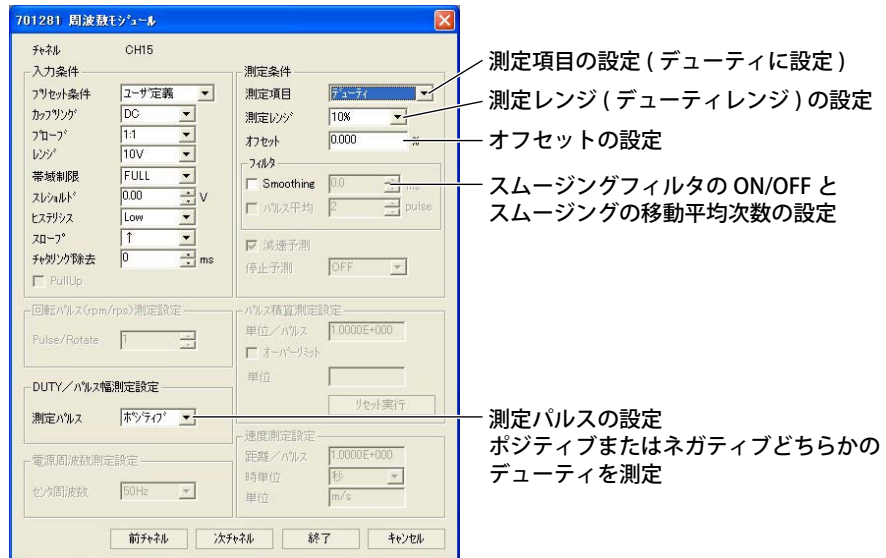 701281 周波数ﾓｼﾞｭｰﾙ
ﾁｬﾈﾙ CH15
入力条件
ﾌﾟﾘｾｯﾄ条件 ﾕｰｻﾞ定義
ｶｯﾌﾟﾘﾝｸﾞ DC
ﾌﾟﾛｰﾌﾞ 1:1
ﾚﾝｼﾞ 10V
帯域制限 FULL
ｽﾚｼｮﾙﾄﾞ 0.00 V
ﾋｽﾃﾘｼｽ Low
ｽﾛｰﾌﾟ ↑
ﾁｬﾀﾘﾝｸﾞ除去 0 ms
PullUp
測定条件
測定項目 ﾃﾞｭｰﾃｨ
測定ﾚﾝｼﾞ 10%
ｵﾌｾｯﾄ 0.000 %
ﾌｨﾙﾀ
Smoothing 0.0 ms
ﾊﾟﾙｽ平均 2 pulse
減速予測
停止予測 OFF
回転ﾊﾟﾙｽ(rpm/rps)測定設定
Pulse/Rotate 1
DUTY／ﾊﾟﾙｽ幅測定設定
測定ﾊﾟﾙｽ ﾎﾟｼﾞﾃｨﾌﾞ
電源周波数測定設定
ｾﾝﾀ周波数 50Hz
ﾊﾟﾙｽ積算測定設定
単位／ﾊﾟﾙｽ 1.0000E+000
ｵｰﾊﾞｰﾘﾐｯﾄ
単位
ﾘｾｯﾄ実行
速度測定設定
距離／ﾊﾟﾙｽ 1.0000E+000
時単位 秒
単位 m/s
前ﾁｬﾈﾙ 次ﾁｬﾈﾙ 終了 ｷｬﾝｾﾙ
測定項目の設定 ( デューティに設定 )
測定レンジ ( デューティレンジ ) の設定
オフセットの設定
スムージングフィルタの ON/OFF と
スムージングの移動平均次数の設定
測定パルスの設定
ポジティブまたはネガティブどちらかの
デューティを測定